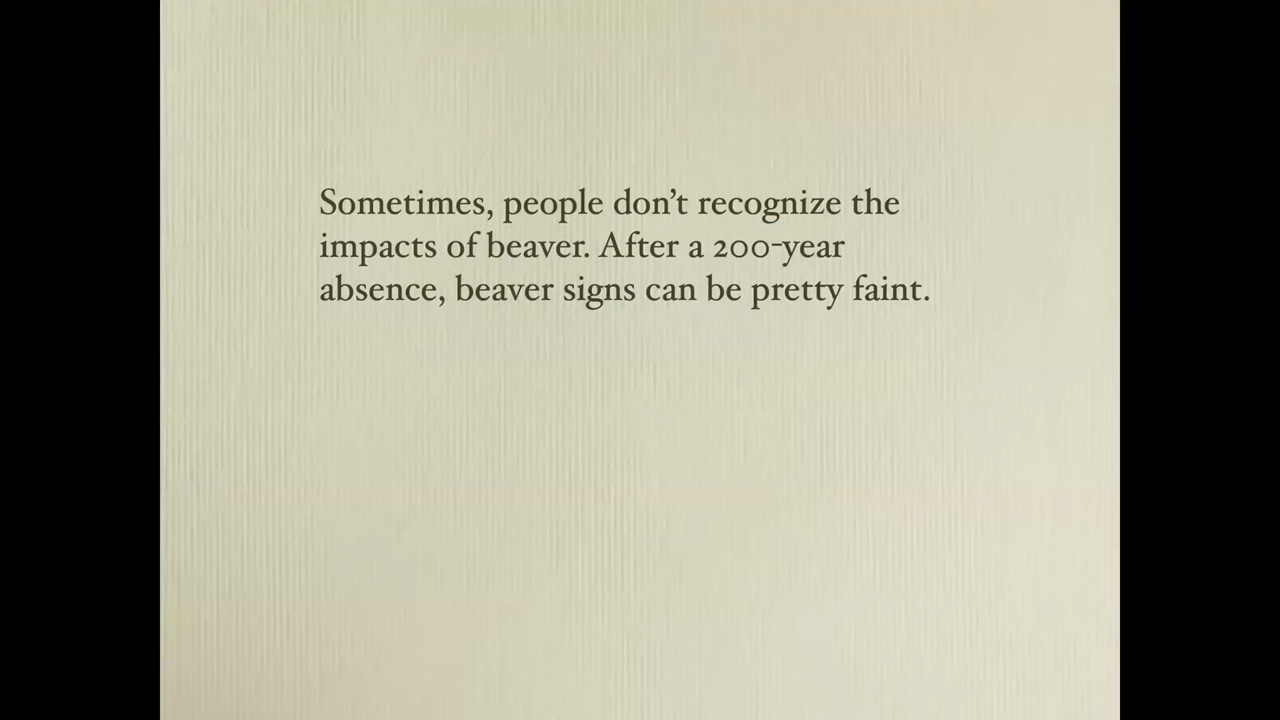 Sometimes, people don’t recognize the
impacts of beaver. After a 200-year
absence, beaver signs can be pretty faint.